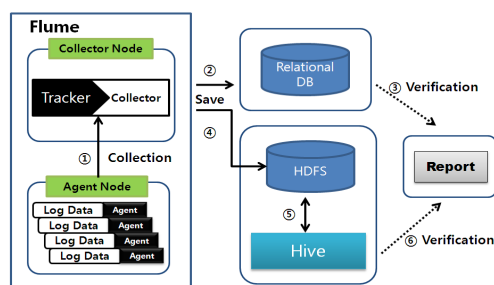 Flume
Collector Node
Tracker
Collector
① Collection
Agent Node
Log Data Agent
Log Data Agent
Log Data Agent
Log Data Agent
②
Save
④
Relational
DB
③ Verification
HDFS
⑤
Hive
Report
⑥ Verification